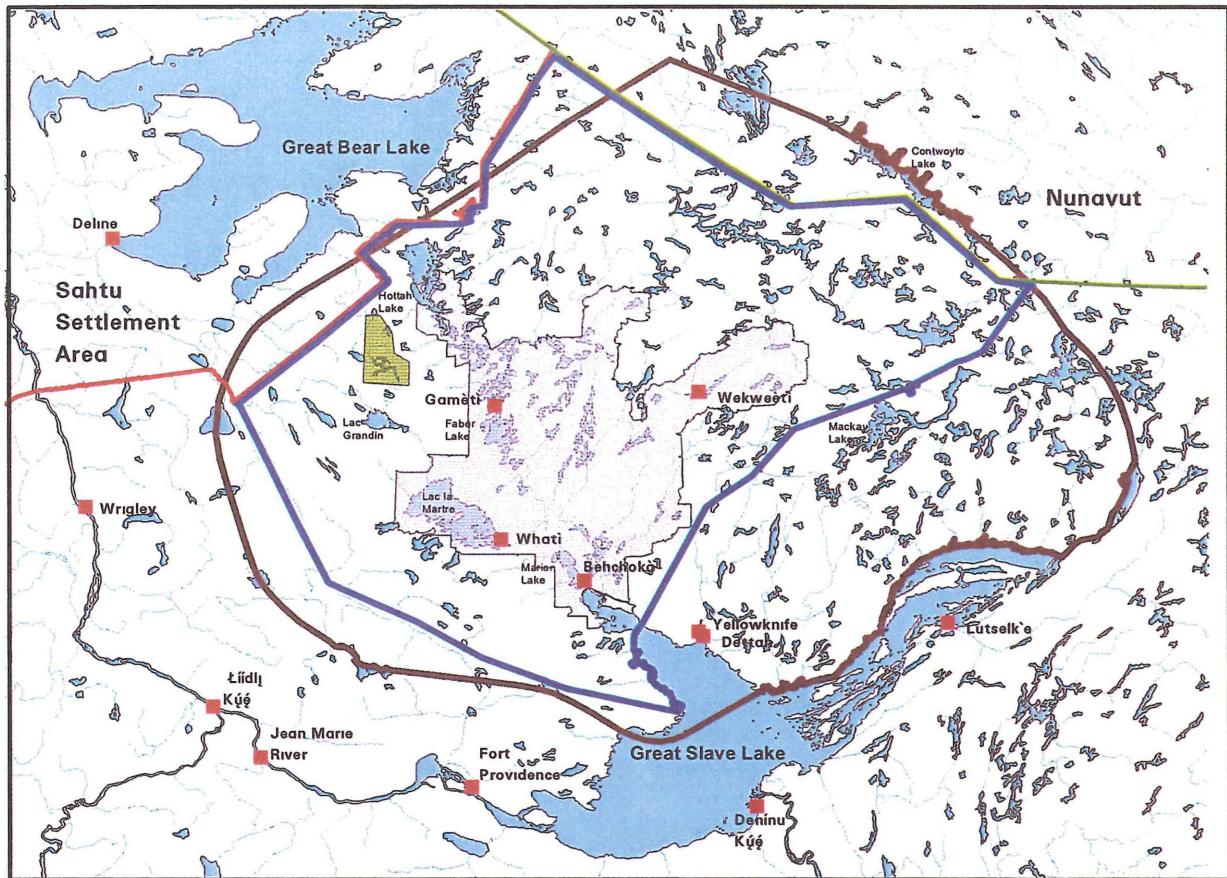 Great Bear Lake
Contwoyto
Lake
Nunavut
Deline
Sahtu
Settlement
Area
Hottah
Lake
Gamètì
Faber
Lake
Wekweètì
Lac
Grandin
Mackay
Lake
Lac la
Martre
Wrigley
Whatì
Marian
Lake
Behchokǫ̀
Yellowknife
Dettah
Lutselk'e
Łíídlı̨
Kų́ę́
Jean Marie
River
Fort
Providence
Great Slave Lake
Denínu
Kų́ę́